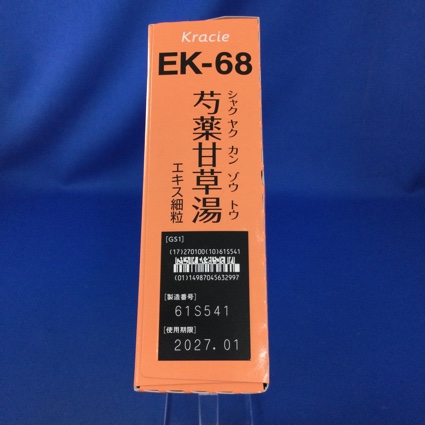 Kracie
EK-68
シャク ヤク カン ゾウ トウ
芍薬甘草湯
エキス細粒
[GS1]
(17)270100(10)61S541
(01)14987045632997
[製造番号]
61S541
[使用期限]
2027.01